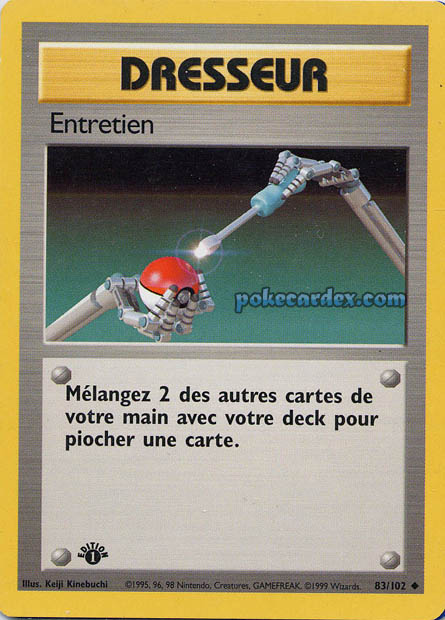 DRESSEUR
Entretien
pokecardex.com
Mélangez 2 des autres cartes de
votre main avec votre deck pour
piocher une carte.
EDITION
1
Illus. Keiji Kinebuchi ©1995, 96, 98 Nintendo, Creatures, GAMEFREAK. ©1999 Wizards. 83/102